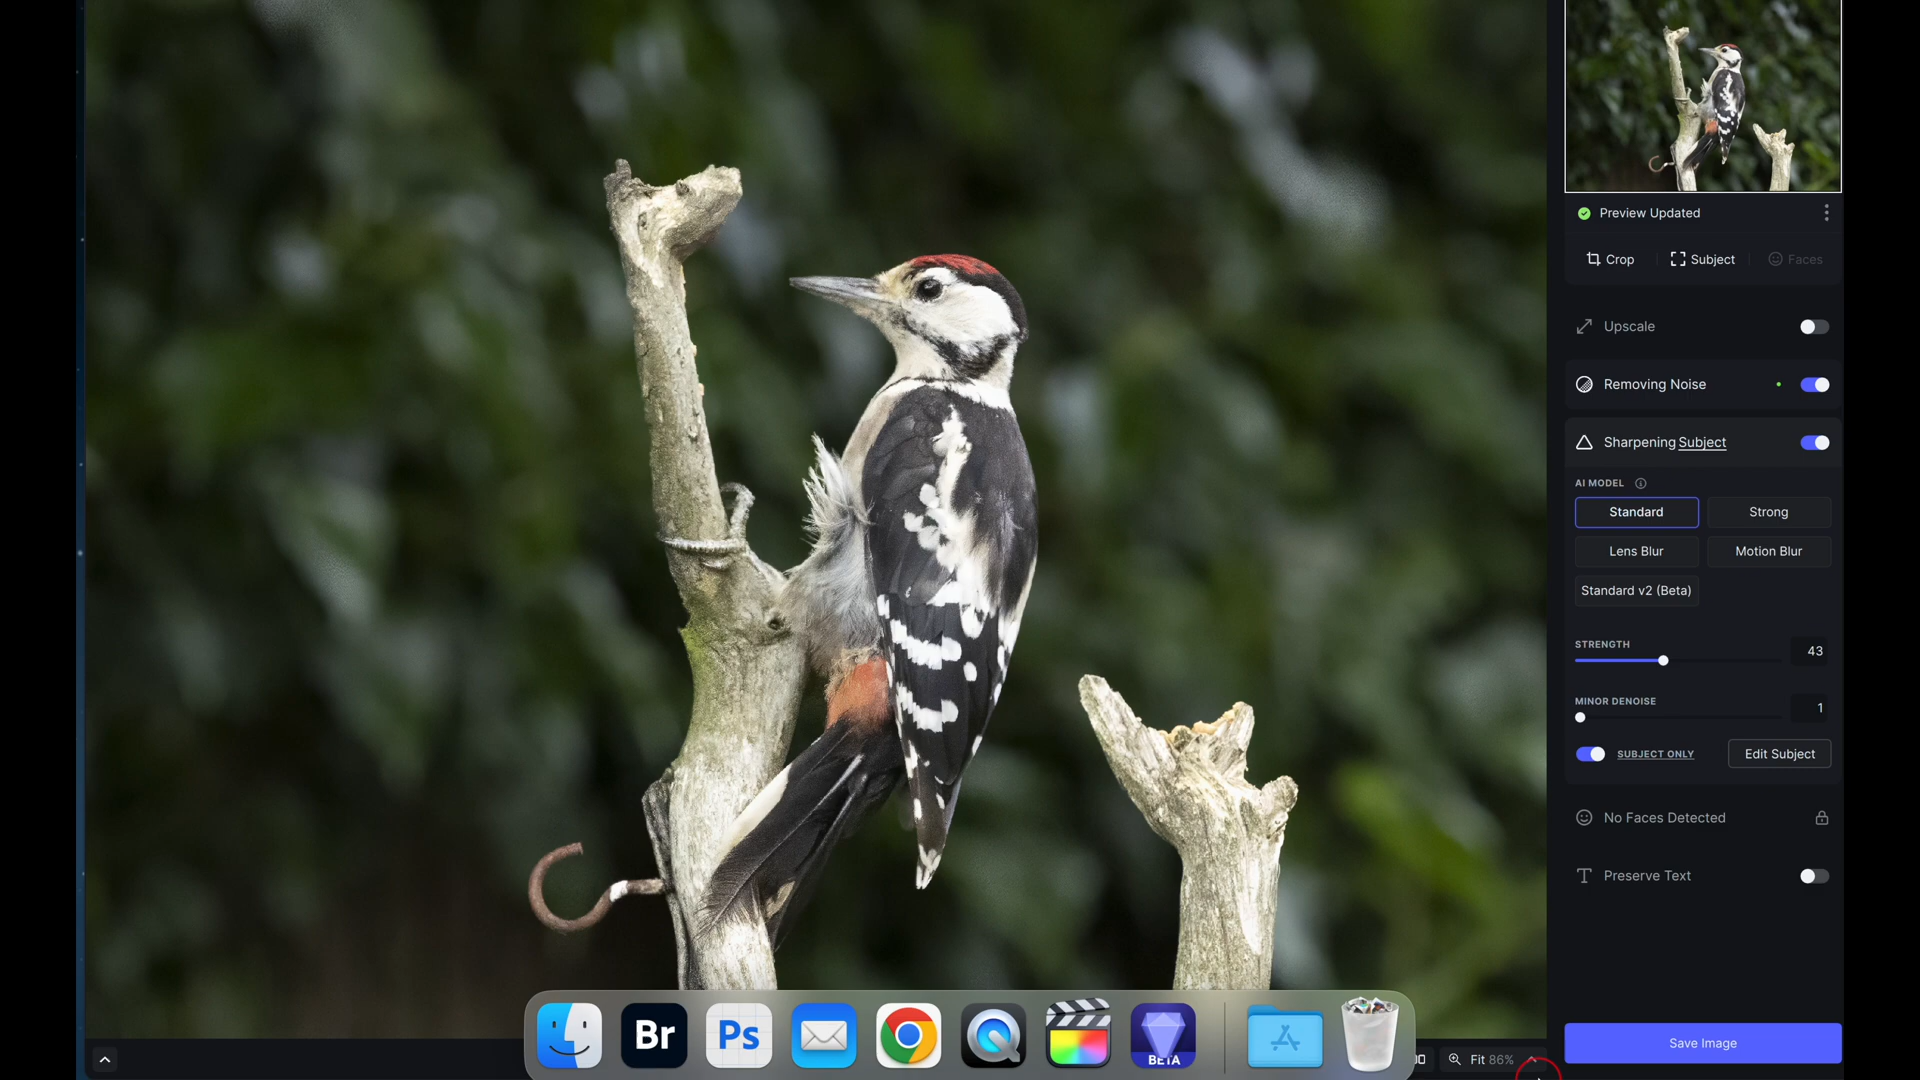 Preview Updated
Crop
Subject
Faces
Upscale
Removing Noise
Sharpening Subject
AI MODEL
Standard
Strong
Lens Blur
Motion Blur
Standard v2 (Beta)
STRENGTH
43
MINOR DENOISE
1
SUBJECT ONLY
Edit Subject
No Faces Detected
Preserve Text
Save Image
Br
Ps
BETA
Fit 86%